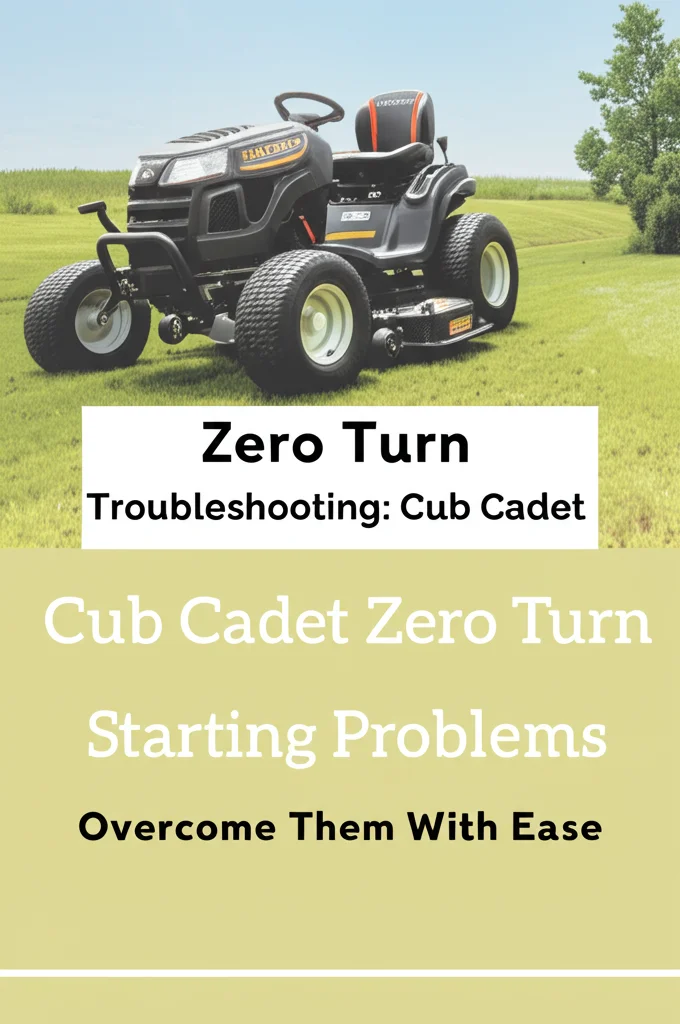 Zero Turn
Troubleshooting: Cub Cadet
Cub Cadet Zero Turn
Starting Problems
Overcome Them With Ease